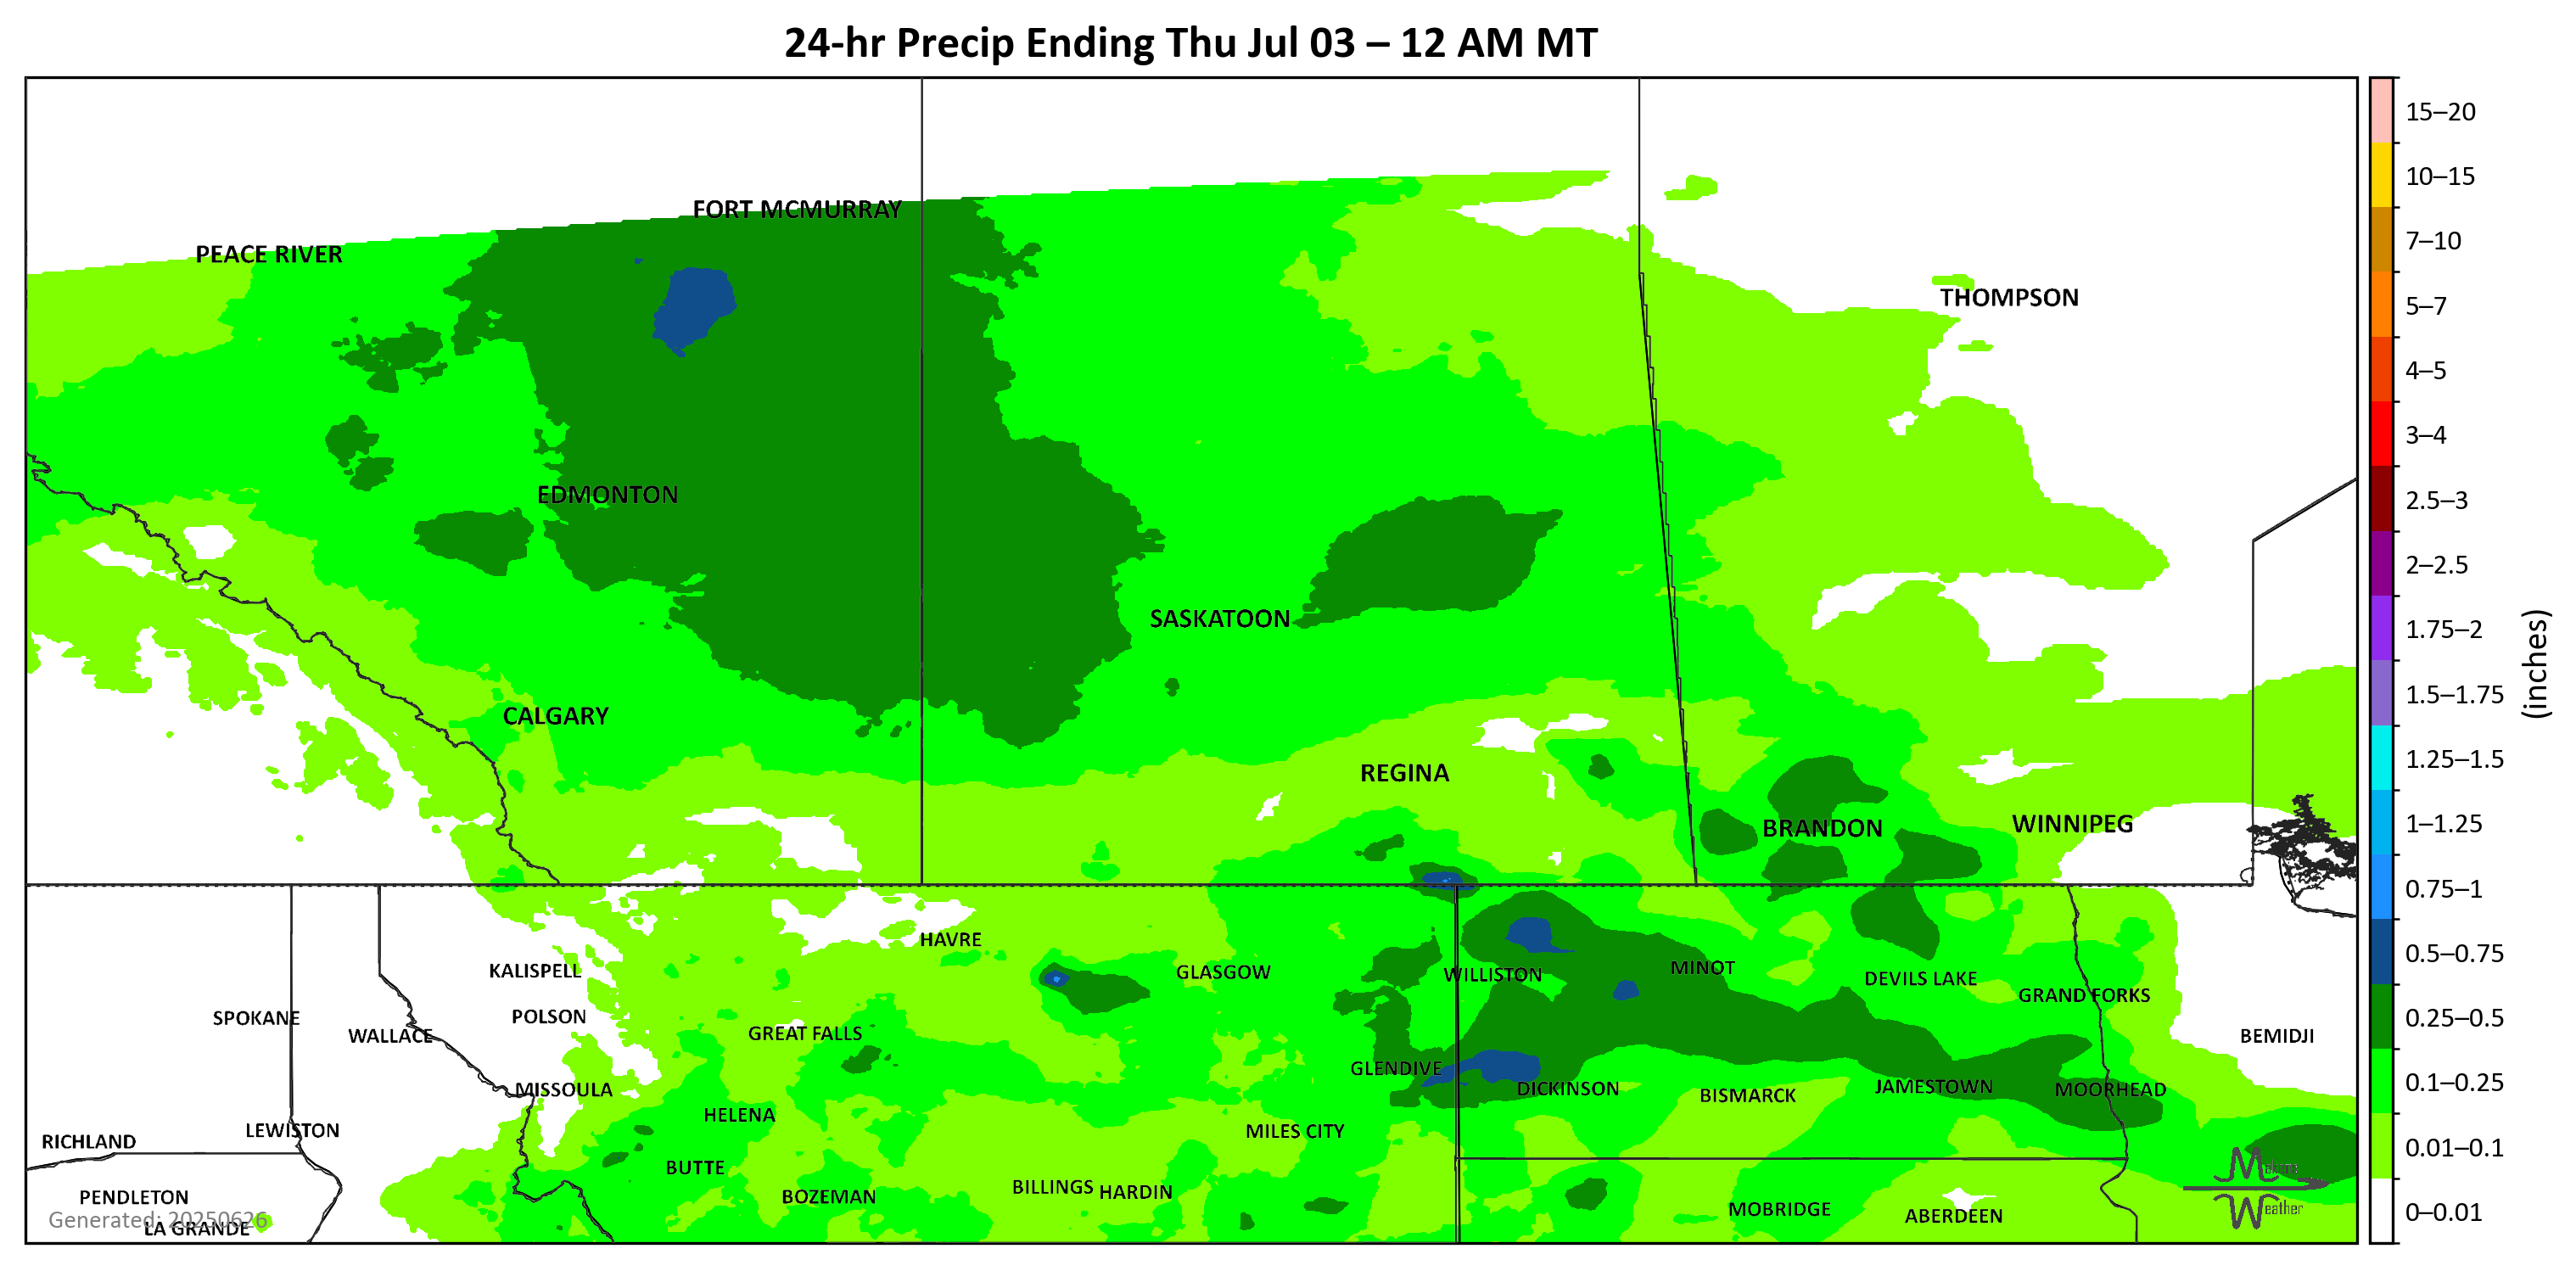 24-hr Precip Ending Thu Jul 03 – 12 AM MT
15–20
10–15
7–10
5–7
4–5
3–4
2.5–3
2–2.5
1.75–2
1.5–1.75
1.25–1.5
1–1.25
0.75–1
0.5–0.75
0.25–0.5
0.1–0.25
0.01–0.1
0–0.01
(inches)
FORT MCMURRAY
PEACE RIVER
THOMPSON
EDMONTON
SASKATOON
CALGARY
REGINA
BRANDON
WINNIPEG
HAVRE
KALISPELL
GLASGOW
WILLISTON
MINOT
DEVILS LAKE
GRAND FORKS
SPOKANE
WALLACE
POLSON
GREAT FALLS
BEMIDJI
GLENDIVE
MISSOULA
DICKINSON
BISMARCK
JAMESTOWN
MOORHEAD
HELENA
MILES CITY
RICHLAND
LEWISTON
BUTTE
BILLINGS
HARDIN
PENDLETON
BOZEMAN
MOBRIDGE
ABERDEEN
Generated: 20250626
LA GRANDE
Weather